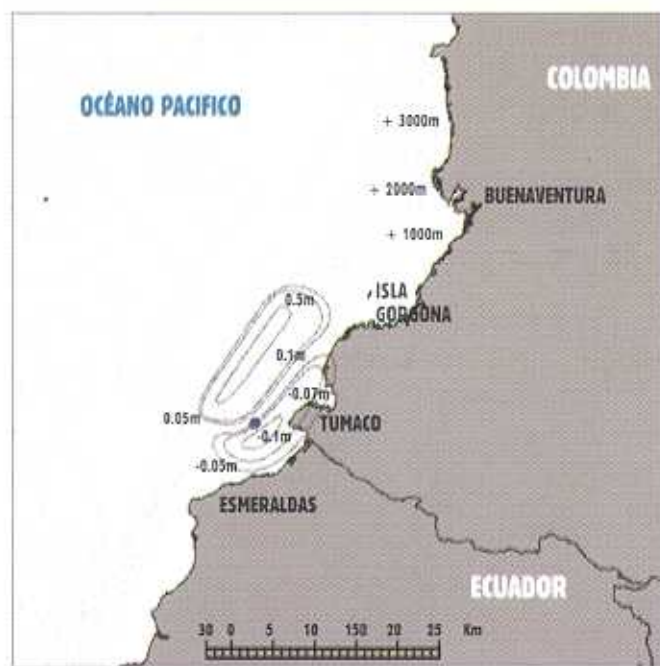 COLOMBIA
OCÉANO PACIFICO
+ 3000m
+ 2000m
BUENAVENTURA
+ 1000m
ISLA
GORGONA
0.5m
0.1m
-0.07m
0.05m
TUMACO
-0.1m
-0.05m
ESMERALDAS
ECUADOR
30 0 5 10 150 20 25 Km